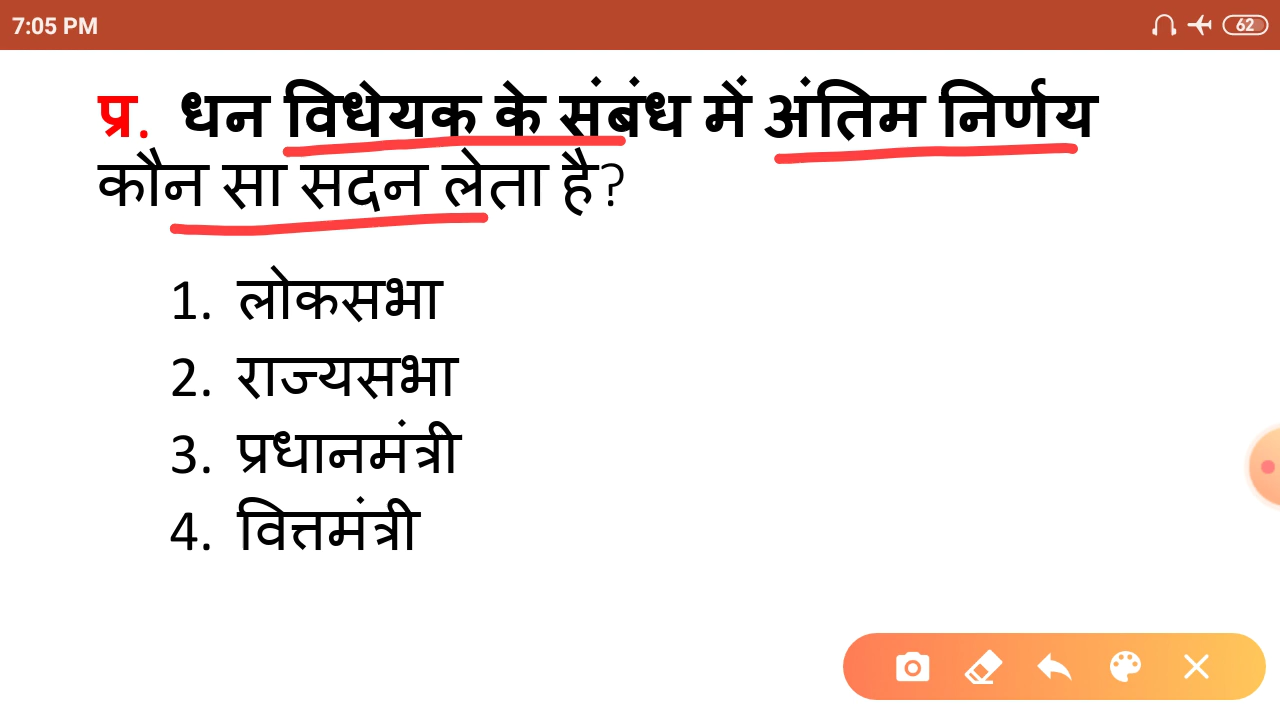 7:05 PM
62
प्र. धन विधेयक के संबंध में अंतिम निर्णय
कौन सा सदन लेता है?
1. लोकसभा
2. राज्यसभा
3. प्रधानमंत्री
4. वित्तमंत्री